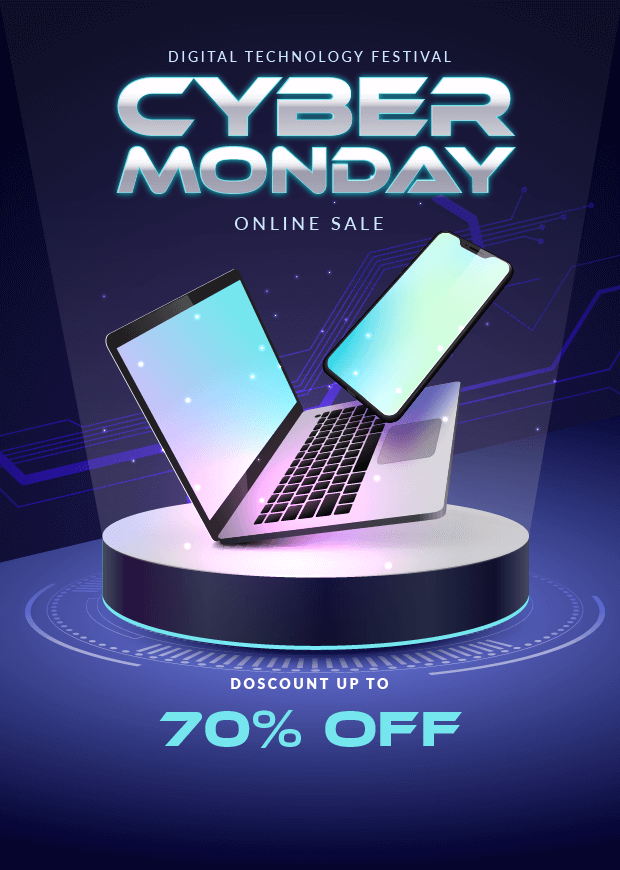 DIGITAL TECHNOLOGY FESTIVAL
CYBER
MONDAY
ONLINE SALE
DOSCOUNT UP TO
70% OFF